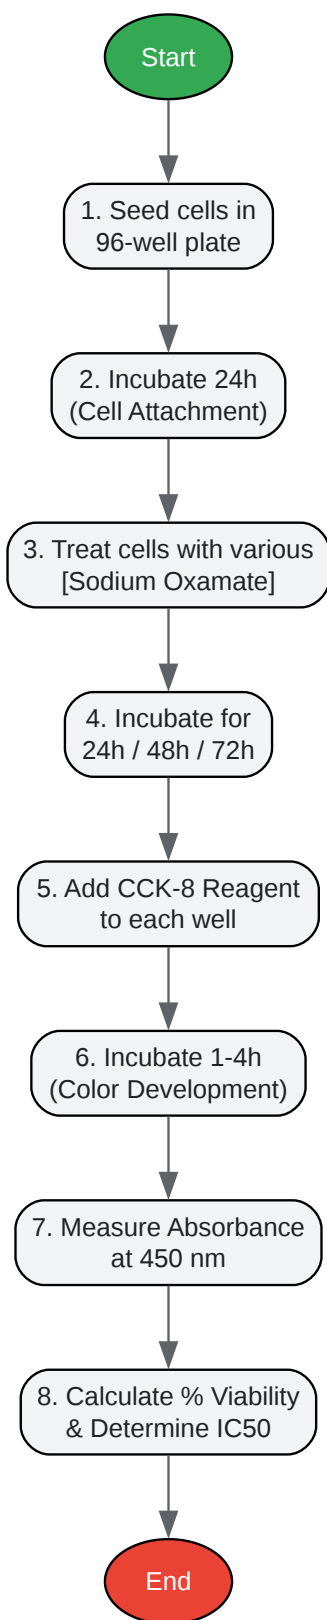 Start
1. Seed cells in
96-well plate
2. Incubate 24h
(Cell Attachment)
3. Treat cells with various
[Sodium Oxamate]
4. Incubate for
24h / 48h / 72h
5. Add CCK-8 Reagent
to each well
6. Incubate 1-4h
(Color Development)
7. Measure Absorbance
at 450 nm
8. Calculate % Viability
& Determine IC50
End